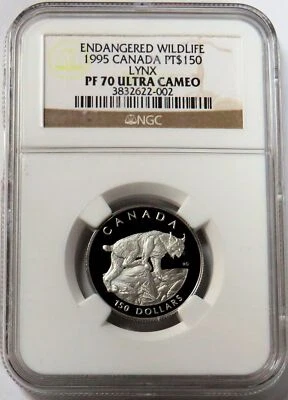 ENDANGERED WILDLIFE
1995 CANADA PT$150
LYNX
PF 70 ULTRA CAMEO
3832622-002
NGC
CANADA
150 DOLLARS